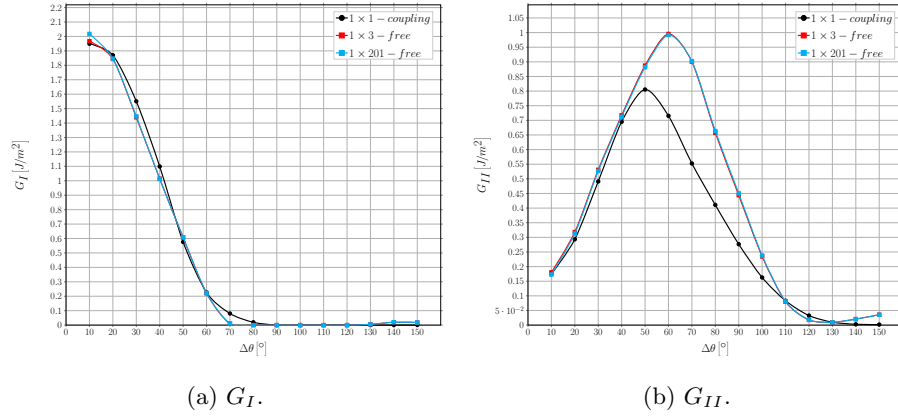 2.2
2.1
2
1.9
1.8
1.7
1.6
1.5
1.4
1.3
1.2
1.1
1
0.9
0.8
0.7
0.6
0.5
0.4
0.3
0.2
0.1
0
G_I [J/m²]
1 × 1 − coupling
1 × 3 − free
1 × 201 − free
0 10 20 30 40 50 60 70 80 90 100 110 120 130 140 150
Δθ [°]
(a) G_I.
1.05
1
0.95
0.9
0.85
0.8
0.75
0.7
0.65
0.6
0.55
0.5
0.45
0.4
0.35
0.3
0.25
0.2
0.15
0.1
5 · 10⁻²
0
G_{II} [J/m²]
1 × 1 − coupling
1 × 3 − free
1 × 201 − free
0 10 20 30 40 50 60 70 80 90 100 110 120 130 140 150
Δθ [°]
(b) G_{II}.